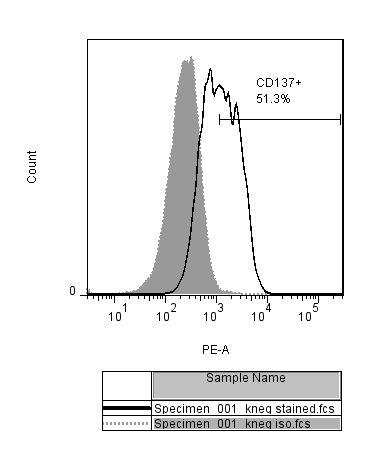 CD137+
51.3%
Count
0
10 1
10 2
10 3
10 4
10 5
PE-A
Sample Name
Specimen_001_kneg stained.fcs
Specimen_001_kneg iso.fcs